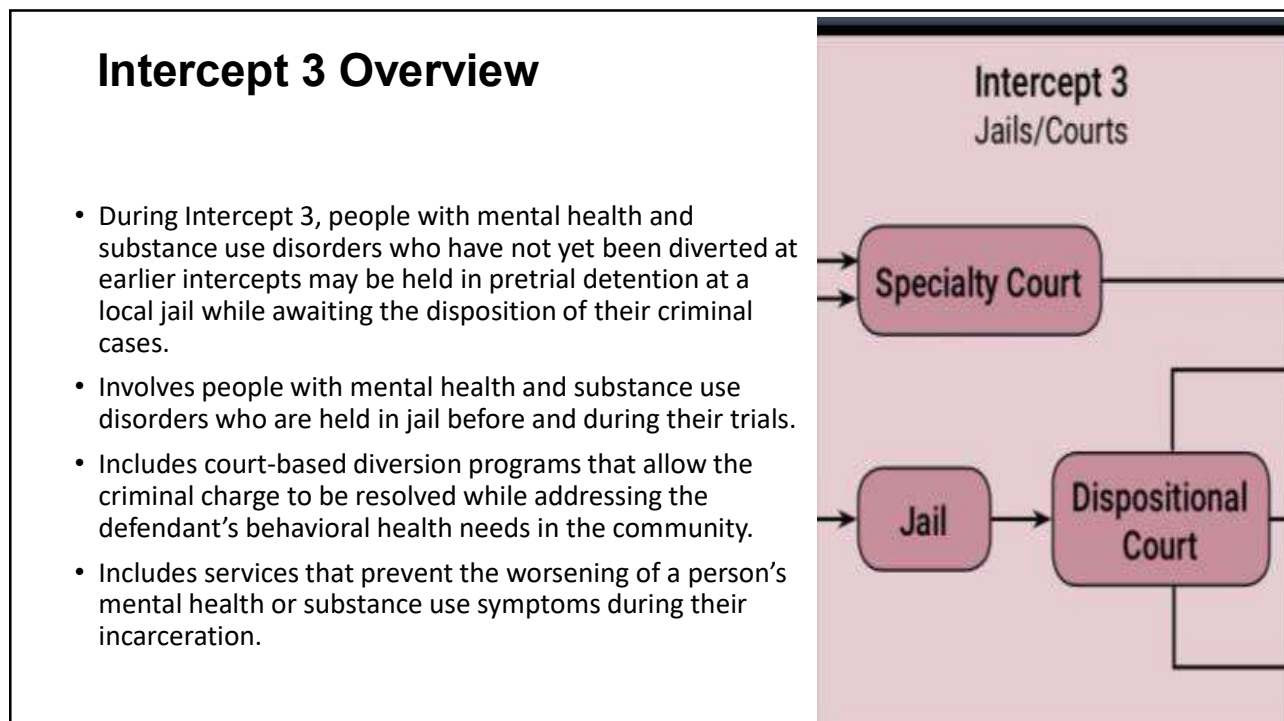 Intercept 3 Overview
• During Intercept 3, people with mental health and
substance use disorders who have not yet been diverted at
earlier intercepts may be held in pretrial detention at a
local jail while awaiting the disposition of their criminal
cases.
• Involves people with mental health and substance use
disorders who are held in jail before and during their trials.
• Includes court-based diversion programs that allow the
criminal charge to be resolved while addressing the
defendant’s behavioral health needs in the community.
• Includes services that prevent the worsening of a person’s
mental health or substance use symptoms during their
incarceration.
Intercept 3
Jails/Courts
Specialty Court
Jail
Dispositional
Court